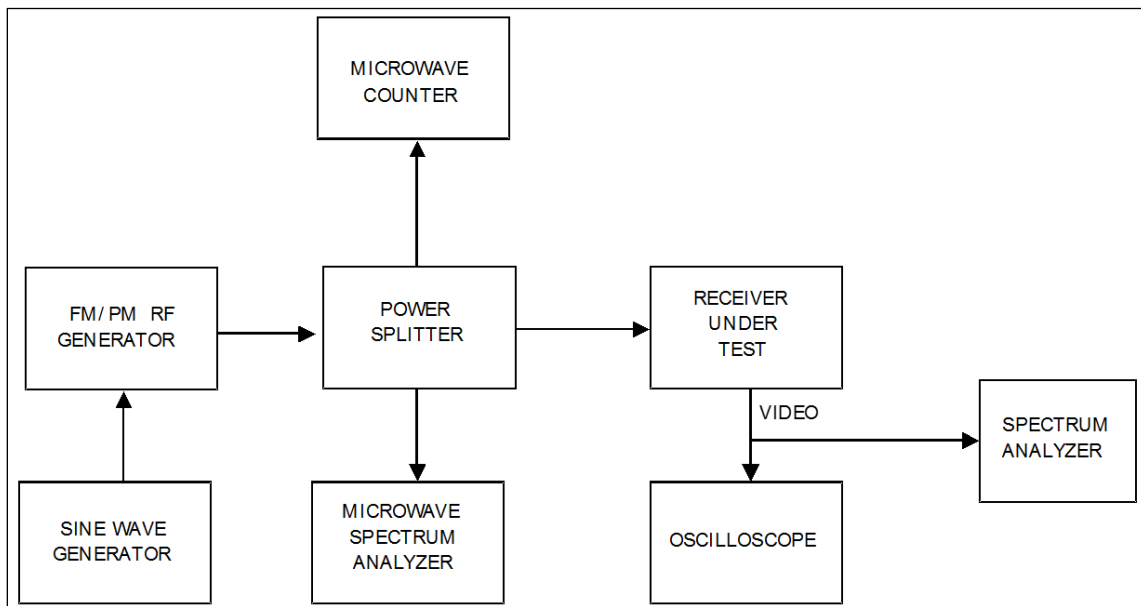 MICROWAVE
COUNTER
FM/ PM RF
GENERATOR
POWER
SPLITTER
RECEIVER
UNDER
TEST
VIDEO
SPECTRUM
ANALYZER
SINE WAVE
GENERATOR
MICROWAVE
SPECTRUM
ANALYZER
OSCILLOSCOPE